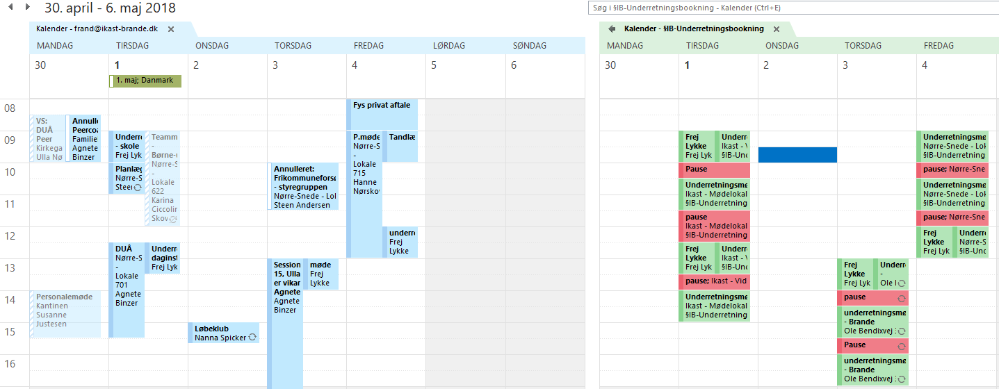 30. april - 6. maj 2018
Søg i §IB-Underretningsbookning - Kalender (Ctrl+E)
Kalender - frand@ikast-brande.dk
MANDAG TIRSDAG ONSDAG TORSDAG FREDAG LØRDAG SØNDAG
30 1 2 3 4 5 6
1. maj; Danmark
08
09
10
11
12
13
14
15
16
VS:
DUÅ
Peer
Kirkega
Ulla Nø
Annull
Peercoa
Familie
Agnete
Binzer
Personalemøde
Kantinen
Susanne
Justesen
Underre
- skole
Frej Lyk
Teamm
-
Børne-
Nørre-S
-
Lokale
622
Karina
Ciccolin
Skov
Planlæg
Nørre-S
Steen
DUÅ
Nørre-S
-
Lokale
701
Agnete
Binzer
Underre
daginst
Frej Lyk
Løbeklub
Nanna Spicker
Annulleret:
Frikommuneforsø
- styregruppen
Nørre-Snede - Lol
Steen Andersen
Session
15, Ulla
er vikar
Agnete
Agnete
Binzer
møde
Frej
Lykke
Fys privat aftale
P.møde
Nørre-S
-
Lokale
715
Hanne
Nørskov
Tandlæ
underre
Frej
Lykke
Kalender - §IB-Underretningsbookning
MANDAG TIRSDAG ONSDAG TORSDAG FREDAG
30 1 2 3 4
Frej
Lykke
Frej Lyk
Underre
Ikast - V
§IB-Und
Pause
Underretningsmø
Ikast - Mødelokal
§IB-Underretning
pause
Ikast - Mødelokal
§IB-Underretning
Frej
Lykke
Frej Lyk
Underre
Ikast - V
§IB-Und
pause; Ikast - Vid
Underretningsmø
Ikast - Mødelokal
§IB-Underretning
Frej
Lykke
Frej Lyk
Underre
-
Ole l
pause
underretningsmø
- Brande
Ole Bendixvej
Pause
underretningsmø
- Brande
Ole Bendixvej
Underretningsmø
Nørre-Snede - Lok
§IB-Underretning
pause; Nørre-Sne
Underretningsmø
Nørre-Snede - Lok
§IB-Underretning
pause; Nørre-Sne
Frej
Lykke
Frej Lyk
Underre
Nørre-S
§IB-Und